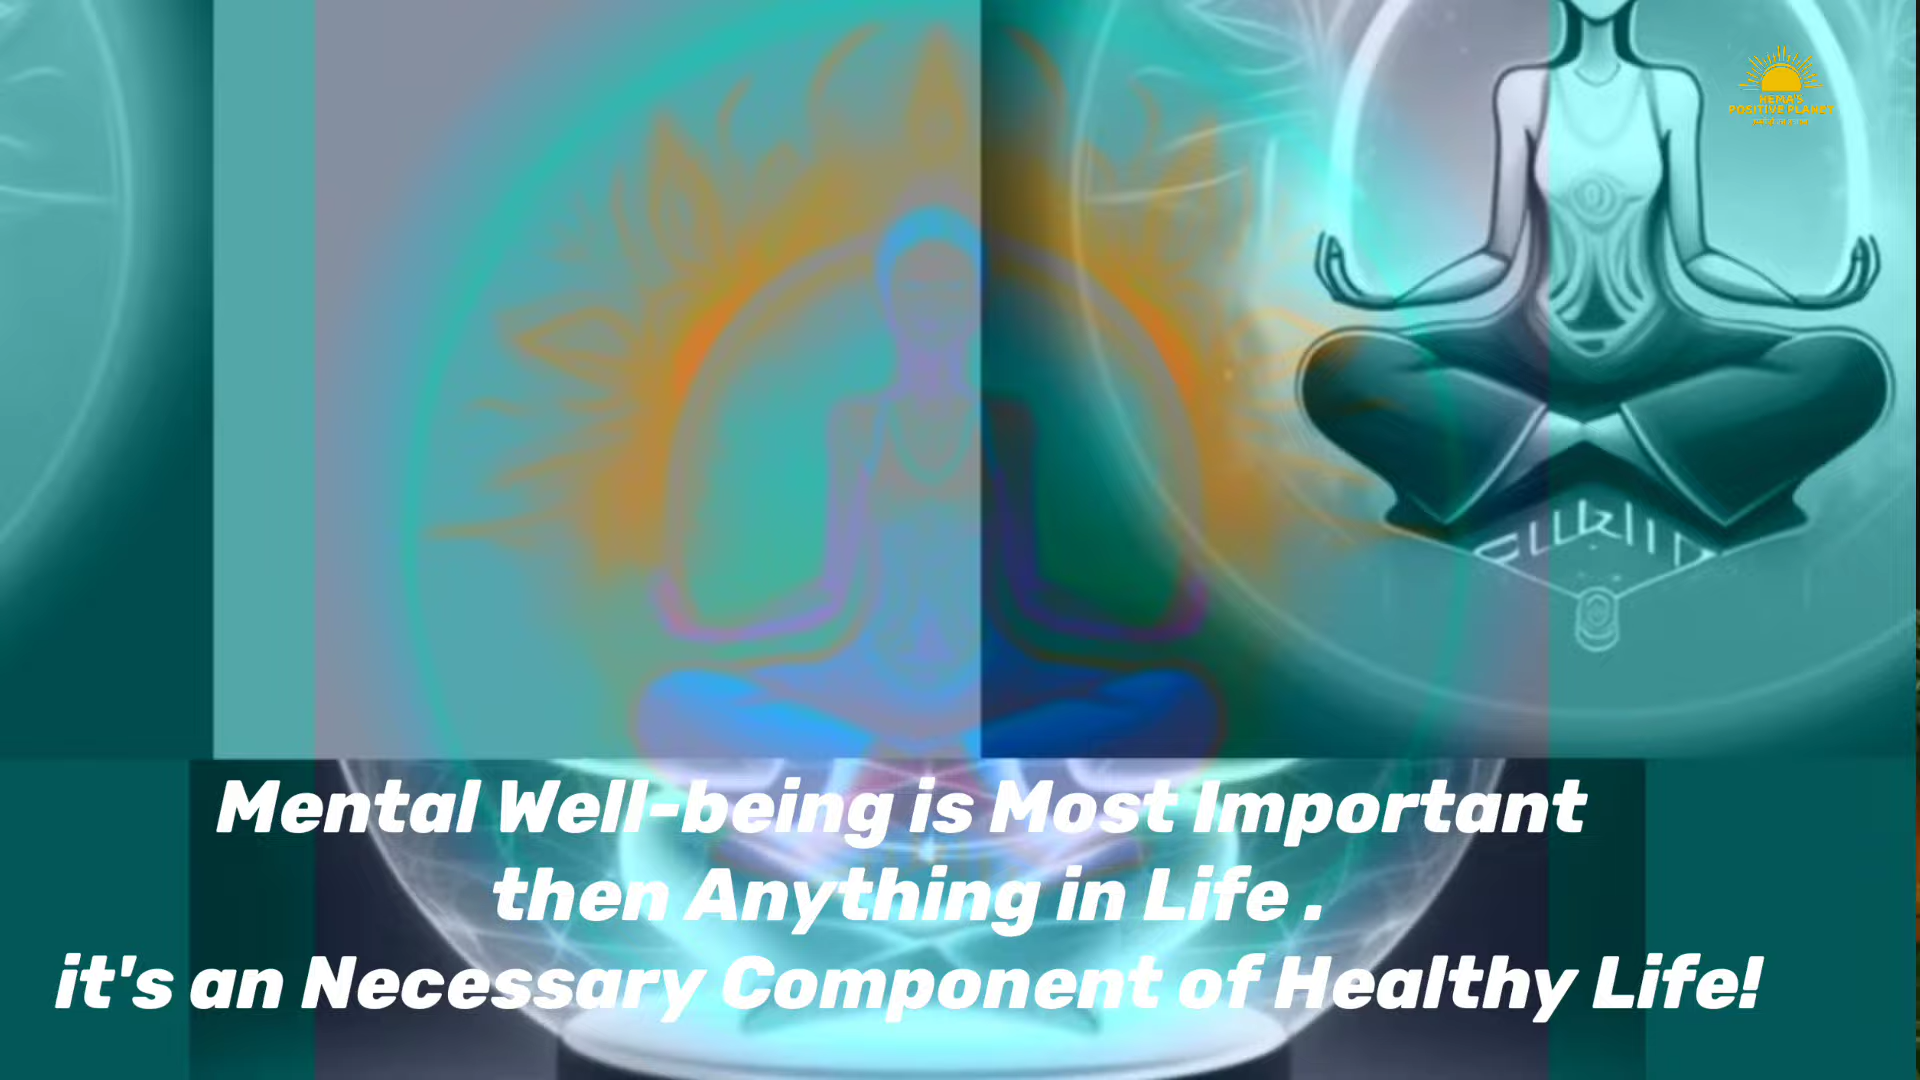 HEMA'S
POSITIVE PLANET
Mental Well-being is Most Important
then Anything in Life .
it's an Necessary Component of Healthy Life!